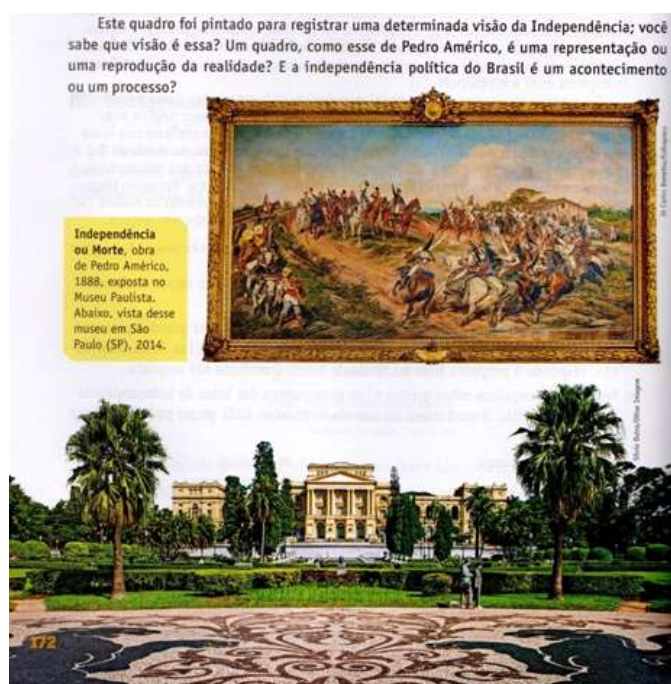 Este quadro foi pintado para registrar uma determinada visão da Independência; você
sabe que visão é essa? Um quadro, como esse de Pedro Américo, é uma representação ou
uma reprodução da realidade? E a independência política do Brasil é um acontecimento
ou um processo?
Independência
ou Morte, obra
de Pedro Américo,
1888, exposta no
Museu Paulista.
Abaixo, vista desse
museu em São
Paulo (SP), 2014.
172